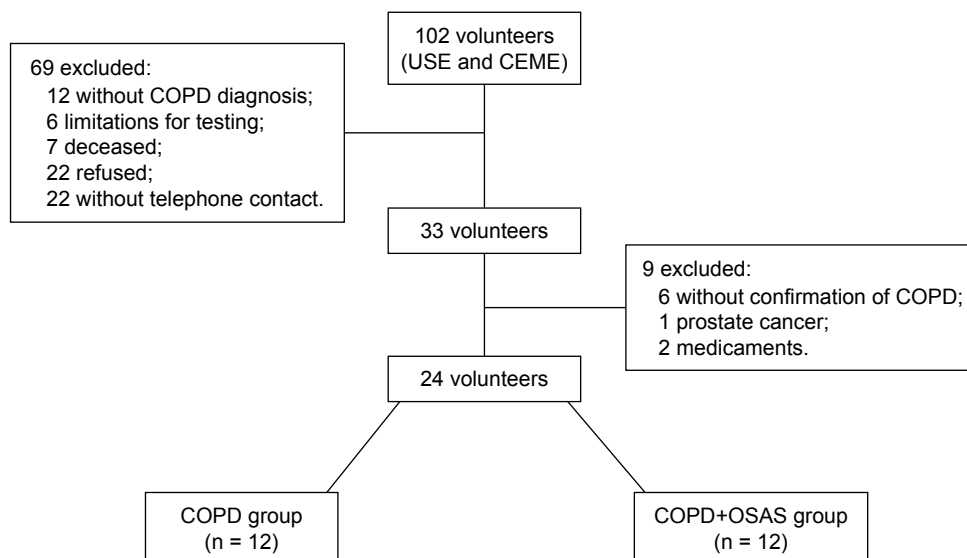 102 volunteers
(USE and CEME)
69 excluded:
12 without COPD diagnosis;
6 limitations for testing;
7 deceased;
22 refused;
22 without telephone contact.
33 volunteers
9 excluded:
6 without confirmation of COPD;
1 prostate cancer;
2 medicaments.
24 volunteers
COPD group
(n = 12)
COPD+OSAS group
(n = 12)